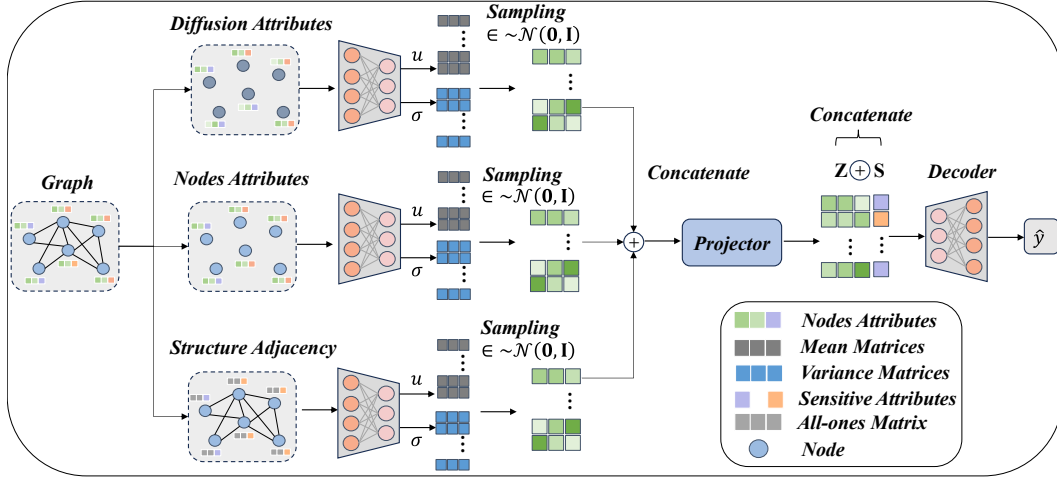 Diffusion Attributes
u
σ
Sampling
∈ ~𝒩(𝟎, 𝐈)
Graph
Nodes Attributes
u
σ
Sampling
∈ ~𝒩(𝟎, 𝐈)
Structure Adjacency
u
σ
Sampling
∈ ~𝒩(𝟎, 𝐈)
+
Concatenate
Projector
Concatenate
Z + S
Decoder
ŷ
Nodes Attributes
Mean Matrices
Variance Matrices
Sensitive Attributes
All-ones Matrix
Node